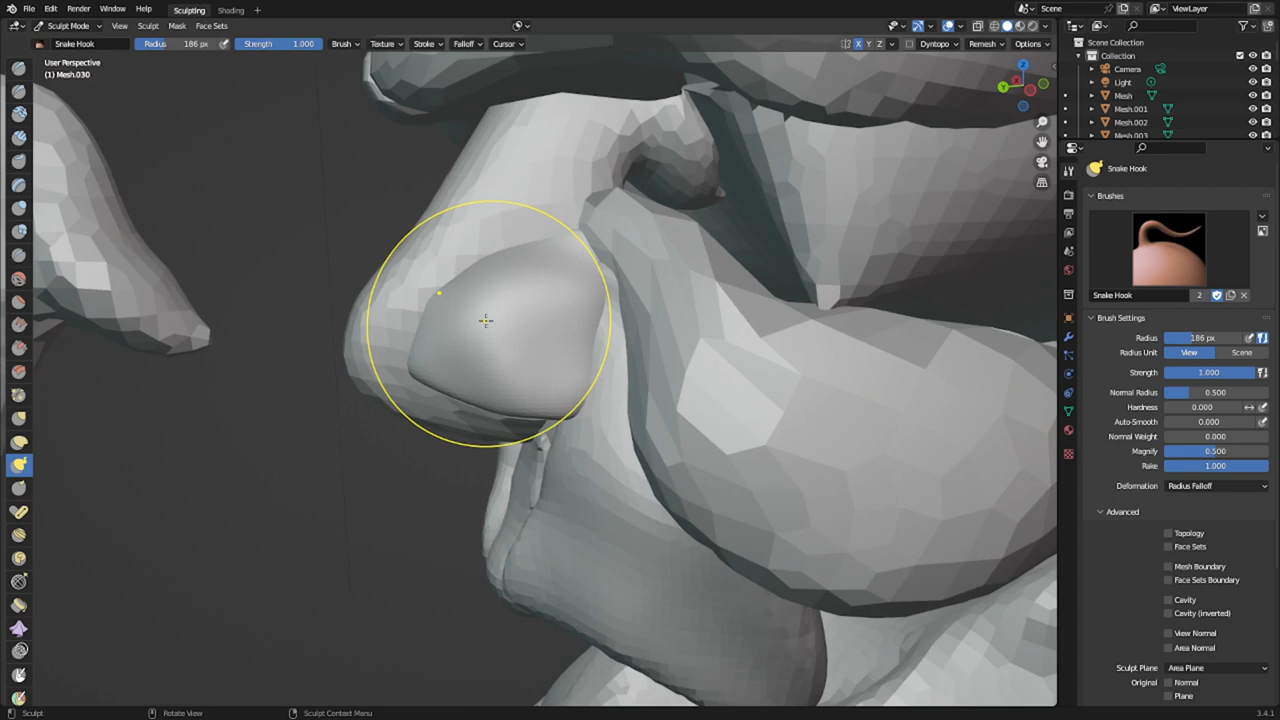 File Edit Render Window Help Sculpting Shading + Scene ViewLayer
Sculpt Mode View Sculpt Mask Face Sets
Snake Hook Radius 186 px Strength 1.000 Brush Texture Stroke Falloff Cursor X Y Z Dyntopo Remesh Options
User Perspective
(1) Mesh.030
Z
Y
X
Scene Collection
Collection
Camera
Light
Mesh
Mesh.001
Mesh.002
Mesh.003
Snake Hook
Brushes
Snake Hook 2
Brush Settings
Radius 186 px
Radius Unit View Scene
Strength 1.000
Normal Radius 0.500
Hardness 0.000
Auto-Smooth 0.000
Normal Weight 0.000
Magnify 0.500
Rake 1.000
Deformation Radius Falloff
Advanced
Topology
Face Sets
Mesh Boundary
Face Sets Boundary
Cavity
Cavity (inverted)
View Normal
Area Normal
Sculpt Plane Area Plane
Original Normal
Plane
Sculpt Rotate View Sculpt Context Menu 3.4.1